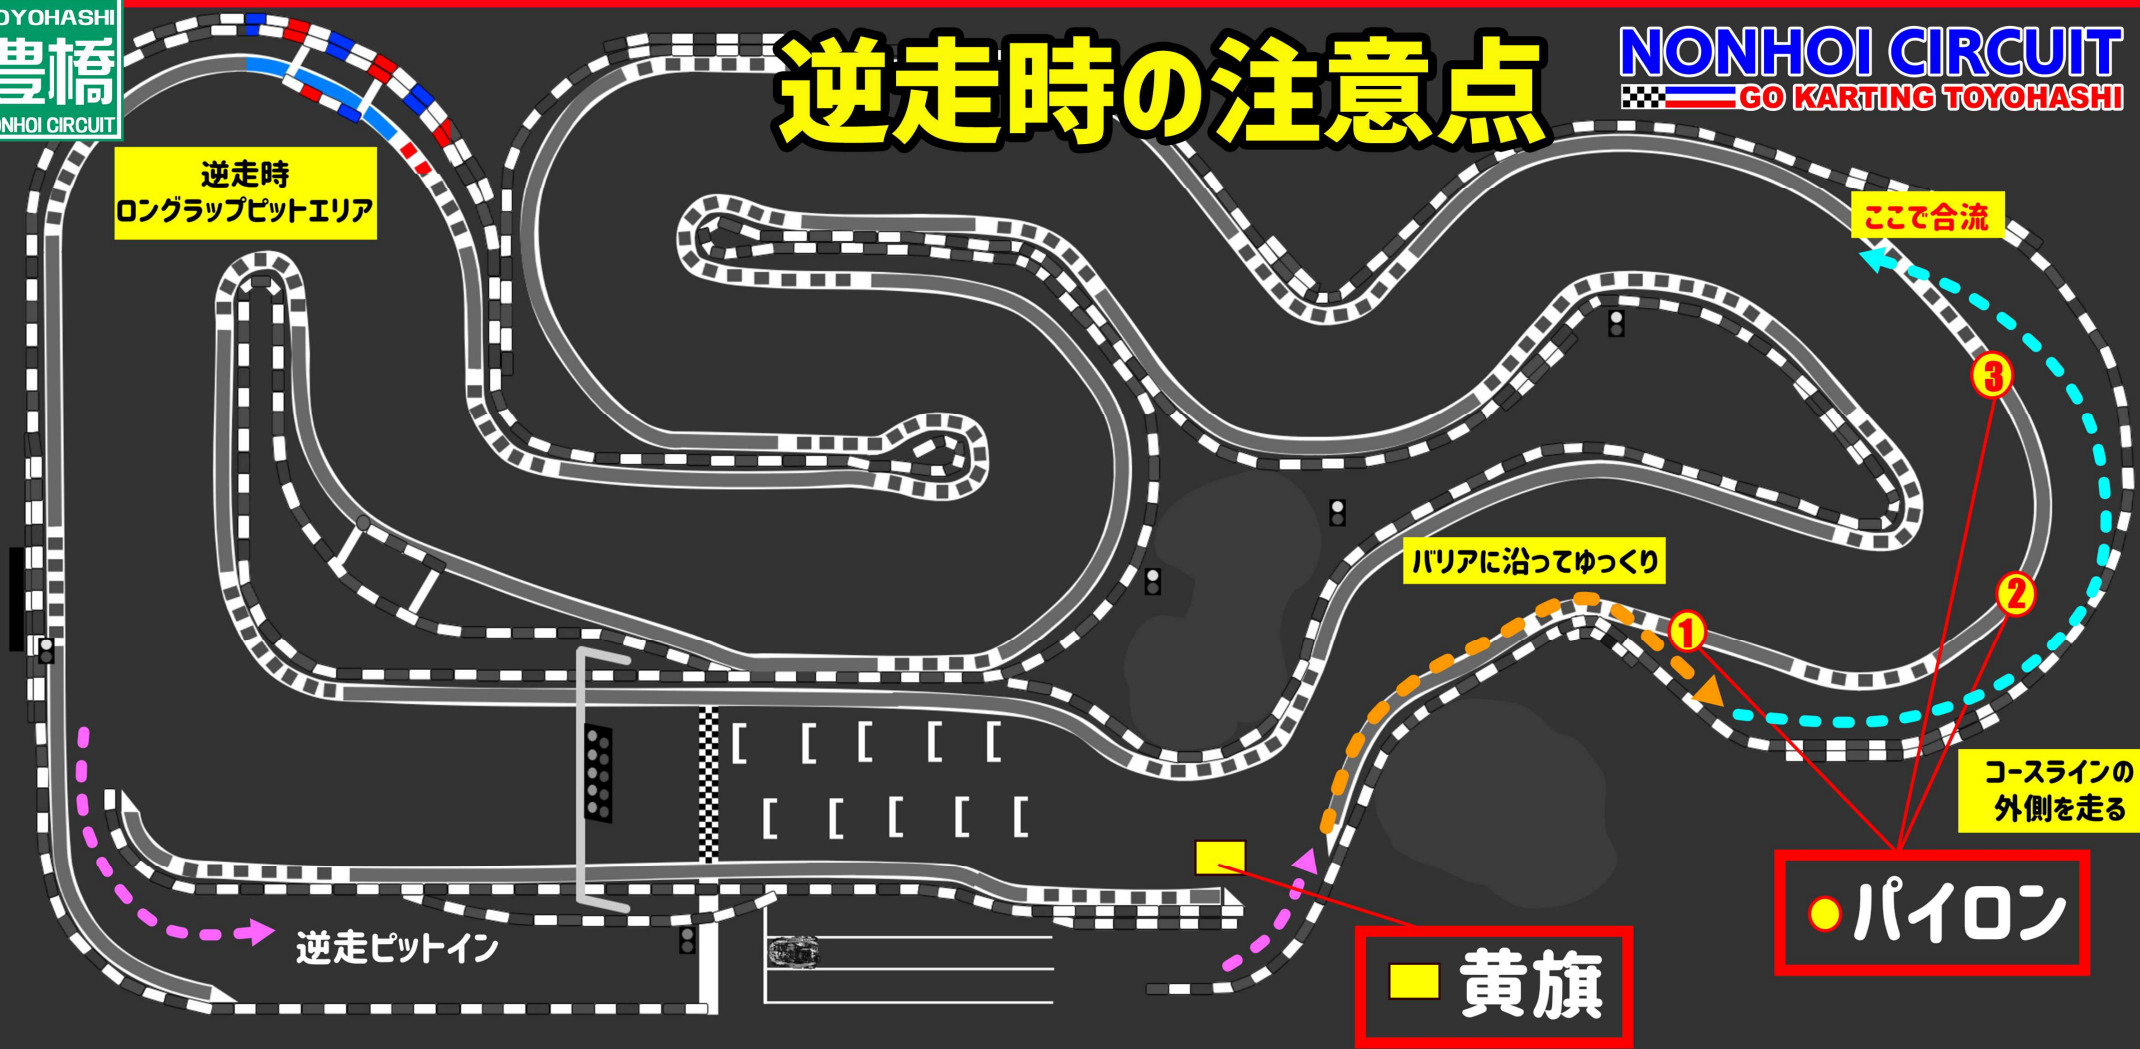 豊橋
NONHOI CIRCUIT
逆走時の注意点
NONHOI CIRCUIT
GO KARTING TOYOHASHI
逆走時
ロングラップピットエリア
ここで合流
3
バリアに沿ってゆっくり
2
1
コースラインの
外側を走る
パイロン
逆走ピットイン
黄旗